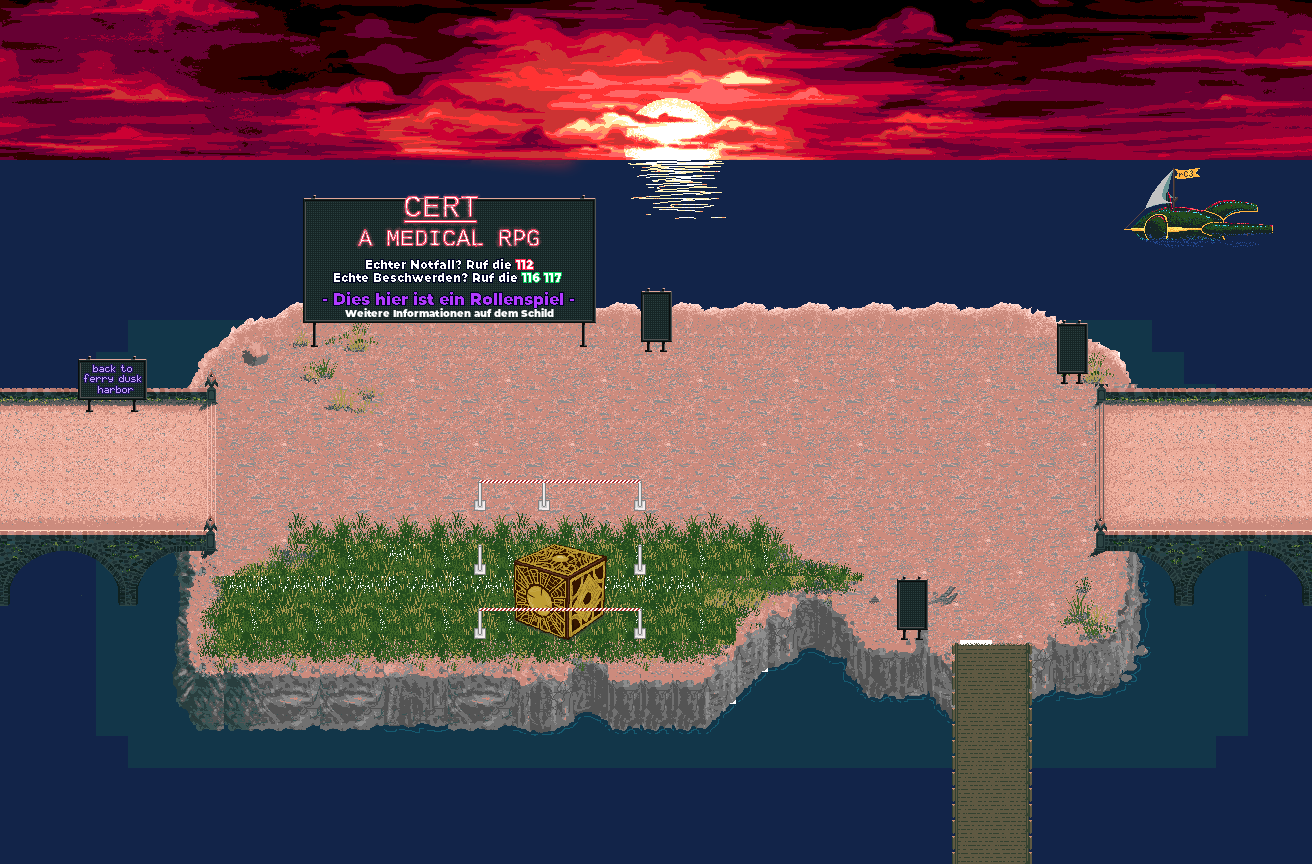 rC3
CERT
A MEDICAL RPG
Echter Notfall? Ruf die 112
Echte Beschwerden? Ruf die 116 117
- Dies hier ist ein Rollenspiel -
Weitere Informationen auf dem Schild
back to
ferry dusk
harbor